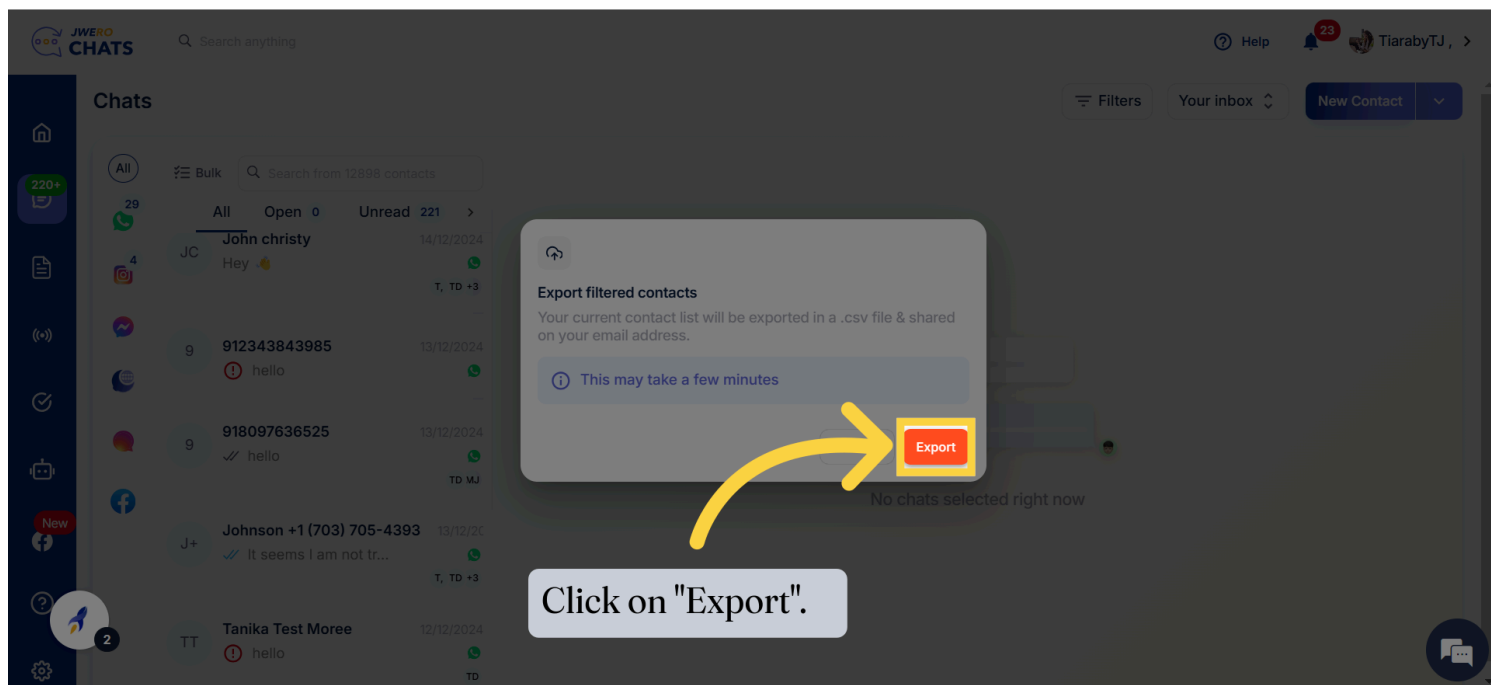 JWERO
CHATS
Search anything
Help
23
TiarabyTJ ,
Chats
Filters
Your inbox
New Contact
All
Bulk
Search from 12898 contacts
220+
29
All Open 0 Unread 221
JC
John christy
14/12/2024
Hey
T, TD +3
4
Export filtered contacts
Your current contact list will be exported in a .csv file & shared
on your email address.
This may take a few minutes
Export
9
912343843985
13/12/2024
hello
9
918097636525
13/12/2024
hello
TD MJ
No chats selected right now
New
J+
Johnson +1 (703) 705-4393
13/12/20
It seems I am not tr...
T, TD +3
Click on "Export".
2
TT
Tanika Test Moree
12/12/2024
hello
TD